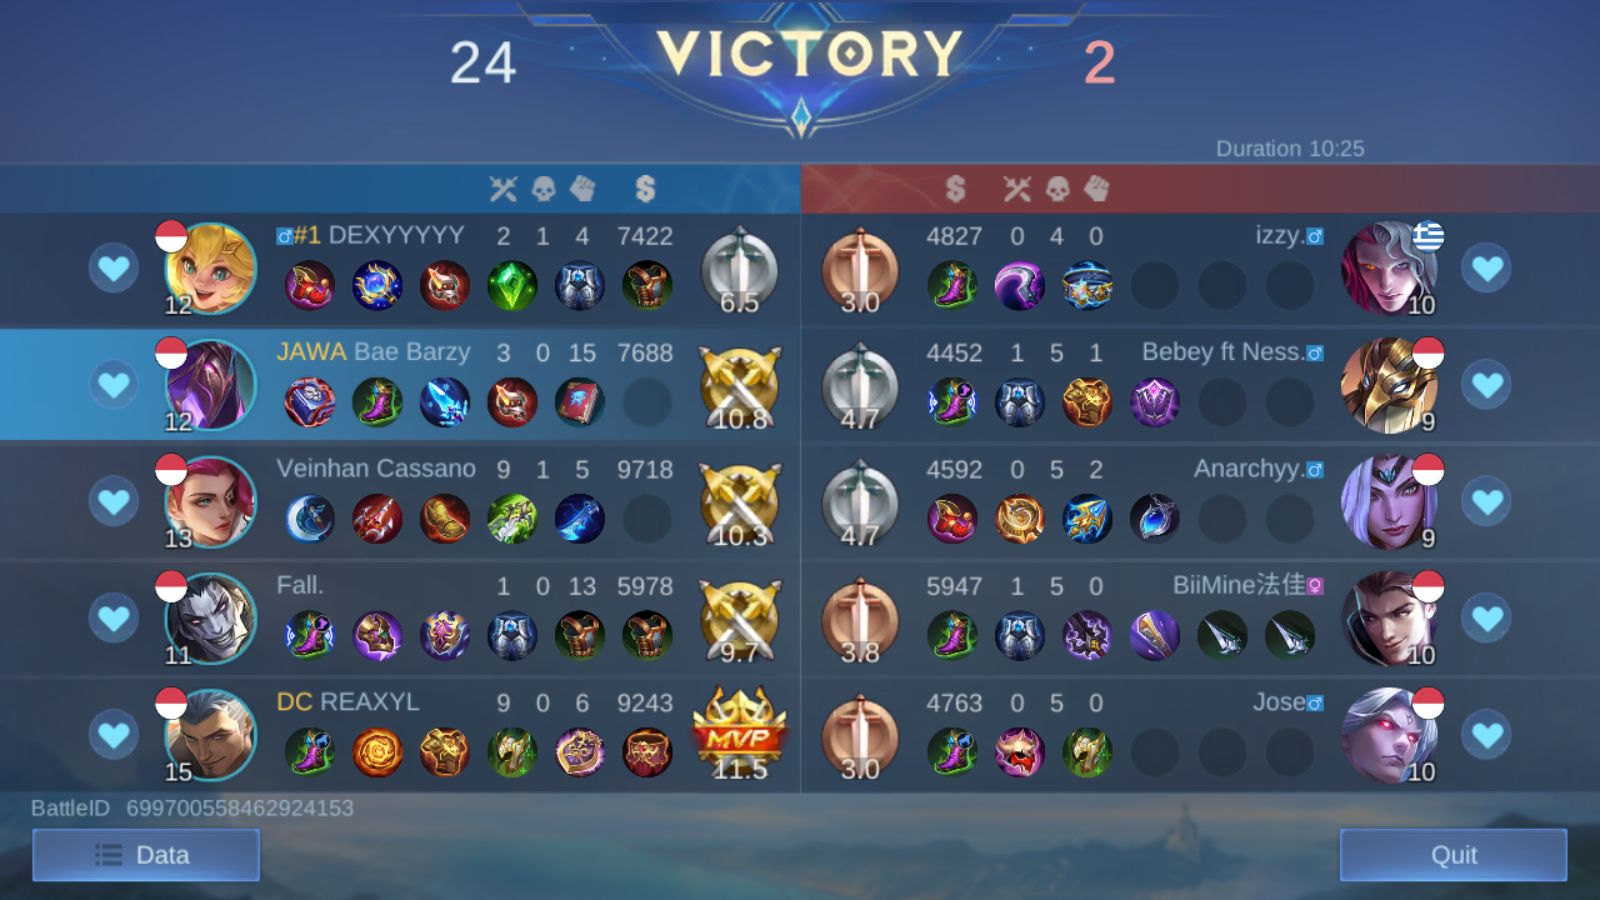 24 VICTORY 2
Duration 10:25
#1 DEXYYYYY 2 1 4 7422
12 6.5
4827 0 4 0 izzy.
3.0 10
JAWA Bae Barzy 3 0 15 7688
12 10.8
4452 1 5 1 Bebey ft Ness.
4.7 9
Veinhan Cassano 9 1 5 9718
13 10.3
4592 0 5 2 Anarchyy.
4.7 9
Fall. 1 0 13 5978
11 9.7
5947 1 5 0 BiiMine法佳
3.8 10
DC REAXYL 9 0 6 9243
MVP
15 11.5
4763 0 5 0 Jose
3.0 10
BattleID 699700558462924153
Data
Quit